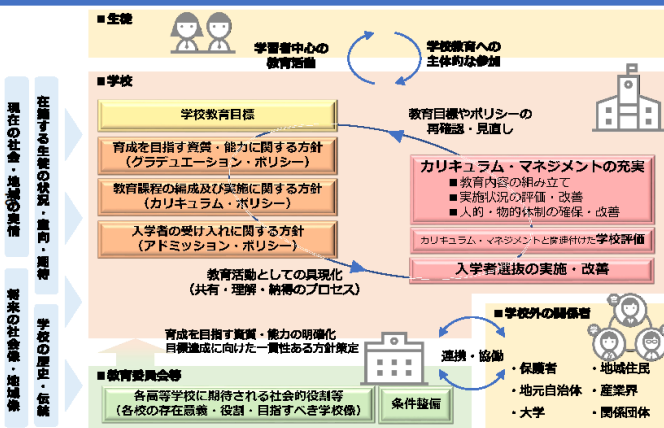 ■生徒
学習者中心の
教育活動
学校教育への
主体的な参加
現在の社会・地域の実情
在籍する生徒の状況・意向・期待
将来の社会像・地域像
学校の歴史・伝統
■学校
学校教育目標
育成を目指す資質・能力に関する方針
(グラデュエーション・ポリシー)
教育課程の編成及び実施に関する方針
(カリキュラム・ポリシー)
入学者の受け入れに関する方針
(アドミッション・ポリシー)
教育目標やポリシーの
再確認・見直し
カリキュラム・マネジメントの充実
■教育内容の組み立て
■実施状況の評価・改善
■人的・物的体制の確保・改善
カリキュラム・マネジメントと関連付けた学校評価
入学者選抜の実施・改善
教育活動としての具現化
(共有・理解・納得のプロセス)
育成を目指す資質・能力の明確化
目標達成に向けた一貫性ある方針策定
■教育委員会等
各高等学校に期待される社会的役割等
(各校の存在意義・役割・目指すべき学校像)
条件整備
連携・協働
■学校外の関係者
・保護者
・地域住民
・地元自治体
・産業界
・大学
・関係団体